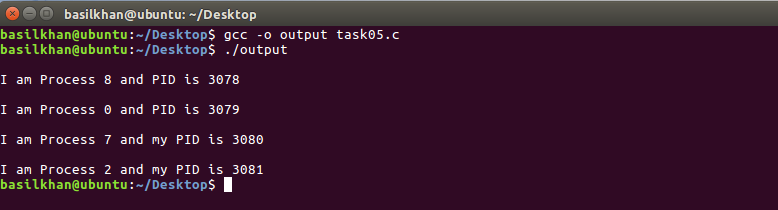 basilkhan@ubuntu: ~/Desktop
basilkhan@ubuntu:~/Desktop$ gcc -o output task05.c
basilkhan@ubuntu:~/Desktop$ ./output
I am Process 8 and PID is 3078
I am Process 0 and PID is 3079
I am Process 7 and my PID is 3080
I am Process 2 and my PID is 3081
basilkhan@ubuntu:~/Desktop$